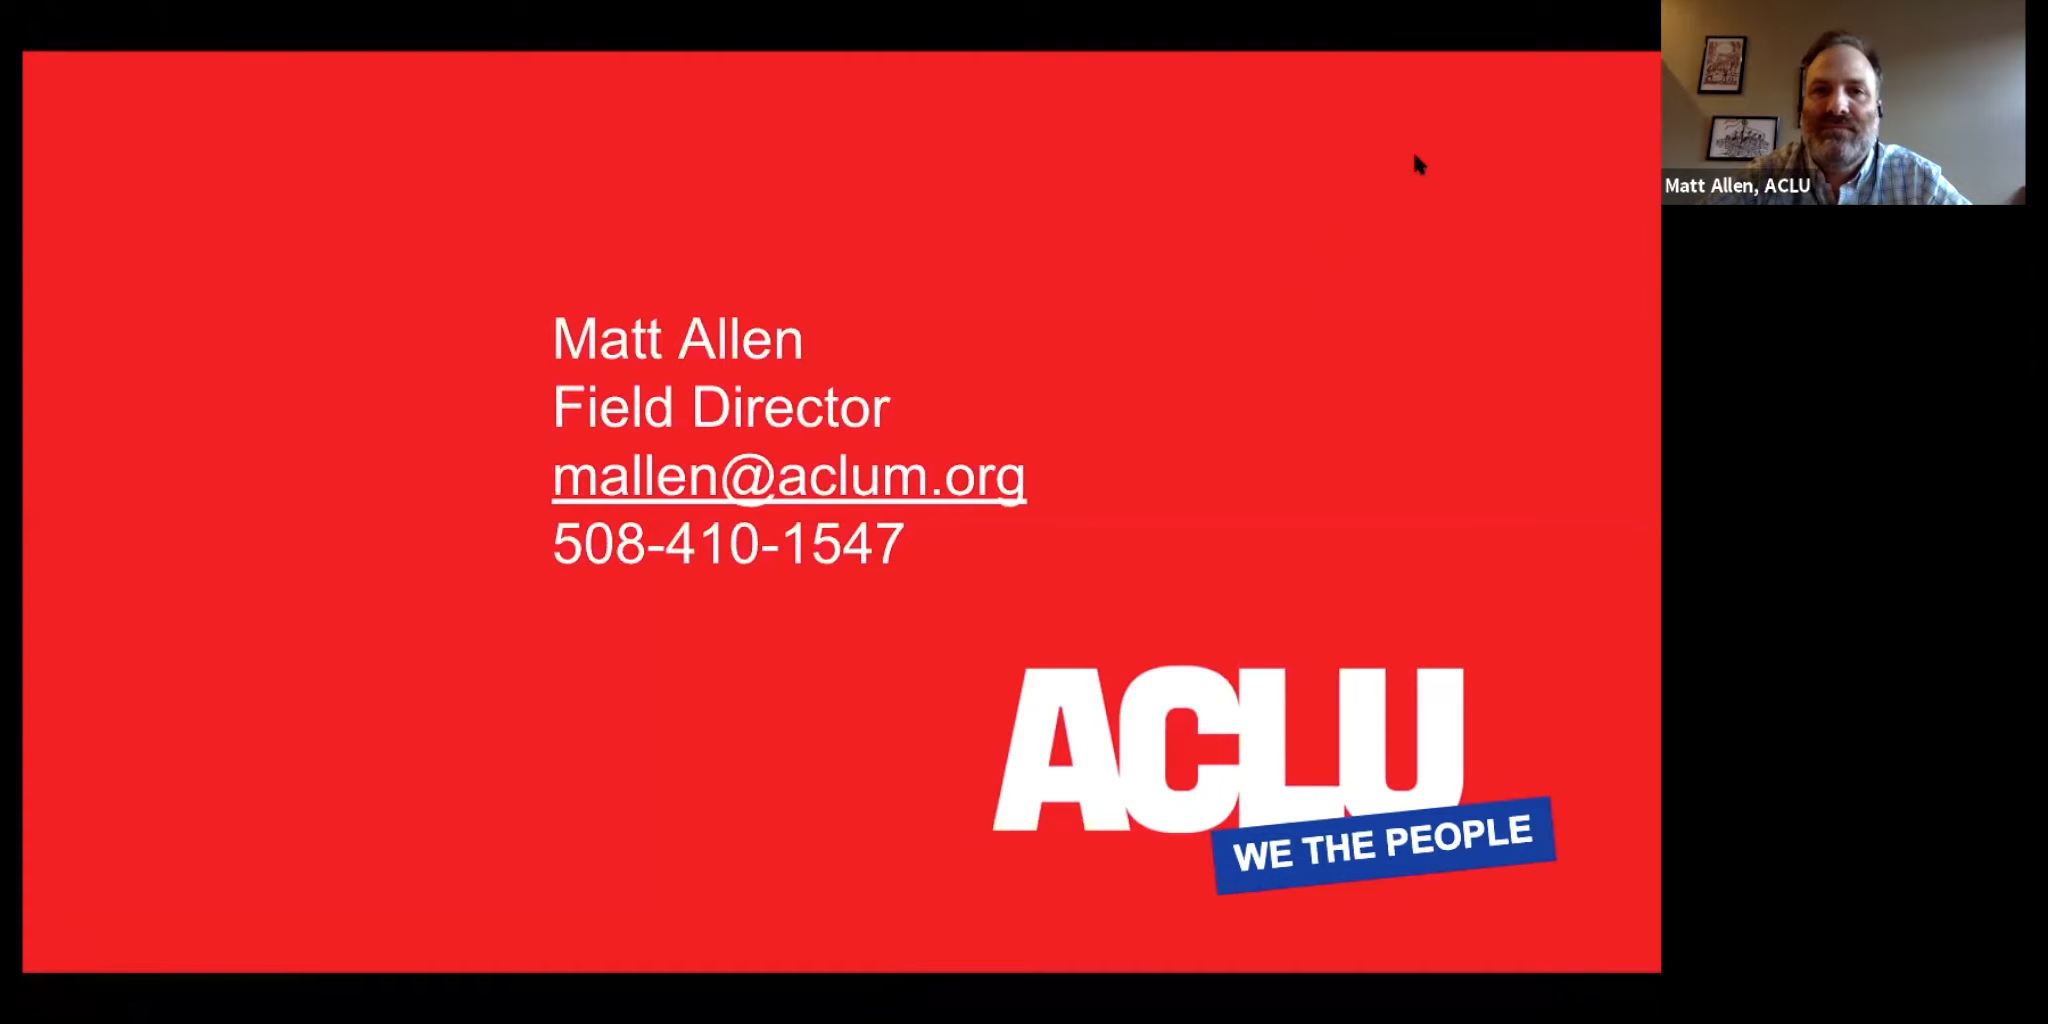 Matt Allen, ACLU
Matt Allen
Field Director
mallen@aclum.org
508-410-1547
ACLU
WE THE PEOPLE